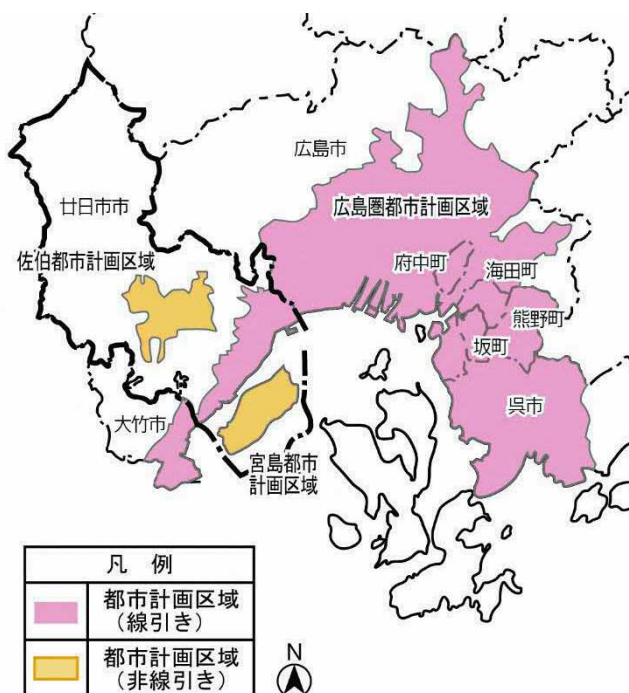 広島市
廿日市市
広島圏都市計画区域
佐伯都市計画区域
府中町
海田町
熊野町
坂町
呉市
大竹市
宮島都市
計画区域
凡 例
都市計画区域
(線引き)
都市計画区域
(非線引き)
N